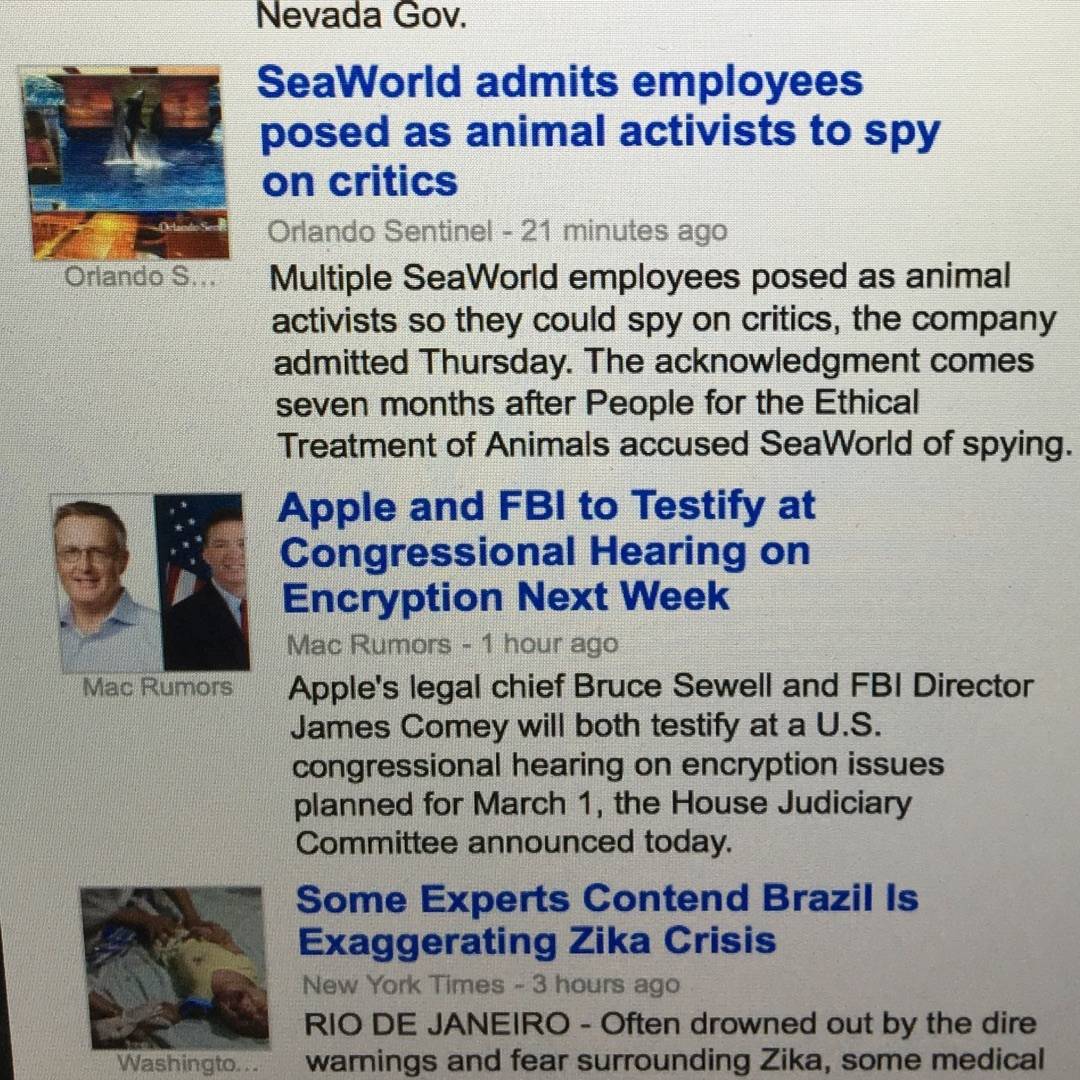 Nevada Gov.
SeaWorld admits employees
posed as animal activists to spy
on critics
Orlando Sentinel - 21 minutes ago
Orlando S...
Multiple SeaWorld employees posed as animal
activists so they could spy on critics, the company
admitted Thursday. The acknowledgment comes
seven months after People for the Ethical
Treatment of Animals accused SeaWorld of spying.
Apple and FBI to Testify at
Congressional Hearing on
Encryption Next Week
Mac Rumors - 1 hour ago
Mac Rumors
Apple's legal chief Bruce Sewell and FBI Director
James Comey will both testify at a U.S.
congressional hearing on encryption issues
planned for March 1, the House Judiciary
Committee announced today.
Some Experts Contend Brazil Is
Exaggerating Zika Crisis
New York Times - 3 hours ago
Washingto...
RIO DE JANEIRO - Often drowned out by the dire
warnings and fear surrounding Zika, some medical